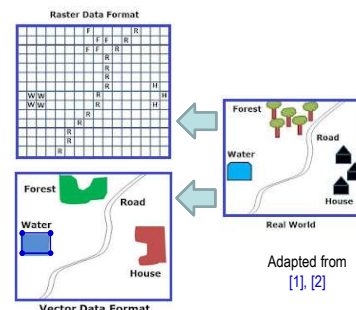 Raster Data Format
F R
F F R
F F R
R
R
R H
W W R H
W W R H
R
R
R
R
R
Forest
Water
House
Real World
Forest
Road
Water
House
Vector Data Format
Adapted from
[1], [2]